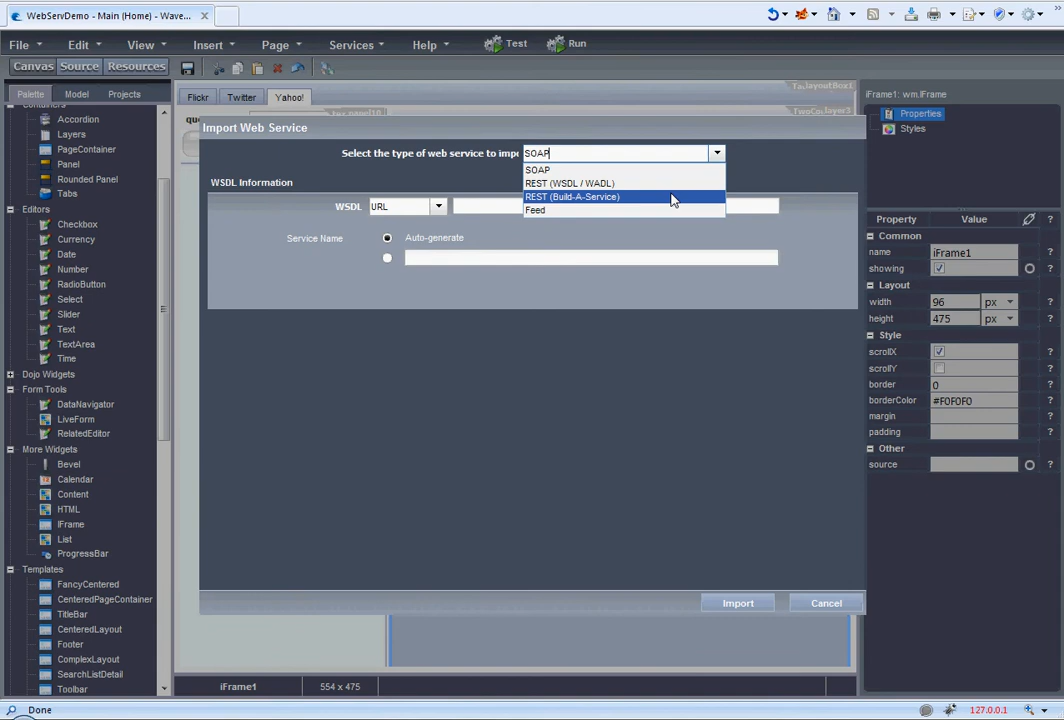 WebServDemo - Main (Home) - Wave...
File Edit View Insert Page Services Help Test Run
Canvas Source Resources
Palette Model Projects
Flickr Twitter Yahoo!
iFrame1: wm.IFrame
Properties
Styles
Containers
Accordion
Layers
PageContainer
Panel
Rounded Panel
Tabs
Editors
Checkbox
Currency
Date
Number
RadioButton
Select
Slider
Text
TextArea
Time
Dojo Widgets
Form Tools
DataNavigator
LiveForm
RelatedEditor
More Widgets
Bevel
Calendar
Content
HTML
IFrame
List
ProgressBar
Templates
FancyCentered
CenteredPageContainer
TitleBar
CenteredLayout
Footer
ComplexLayout
SearchListDetail
Toolbar
Import Web Service
Select the type of web service to impo
SOAP
SOAP
REST (WSDL / WADL)
REST (Build-A-Service)
Feed
WSDL Information
WSDL URL
Service Name Auto-generate
Import Cancel
Property Value
Common
name iFrame1 ?
showing ?
Layout
width 96 px ?
height 475 px ?
Style
scrollX ?
scrollY ?
border 0 ?
borderColor #F0F0F0 ?
margin ?
padding ?
Other
source ?
iFrame1 554 x 475
Done 127.0.0.1